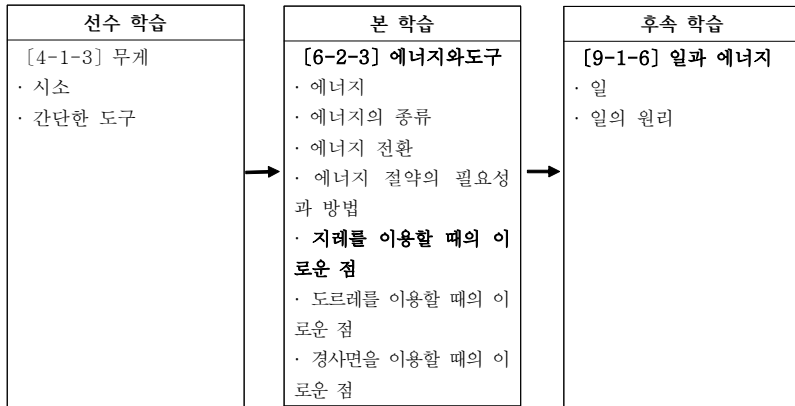 선수 학습
[4-1-3] 무게
· 시소
· 간단한 도구
본 학습
[6-2-3] 에너지와도구
· 에너지
· 에너지의 종류
· 에너지 전환
· 에너지 절약의 필요성
과 방법
· 지레를 이용할 때의 이
로운 점
· 도르레를 이용할 때의 이
로운 점
· 경사면을 이용할 때의 이
로운 점
후속 학습
[9-1-6] 일과 에너지
· 일
· 일의 원리